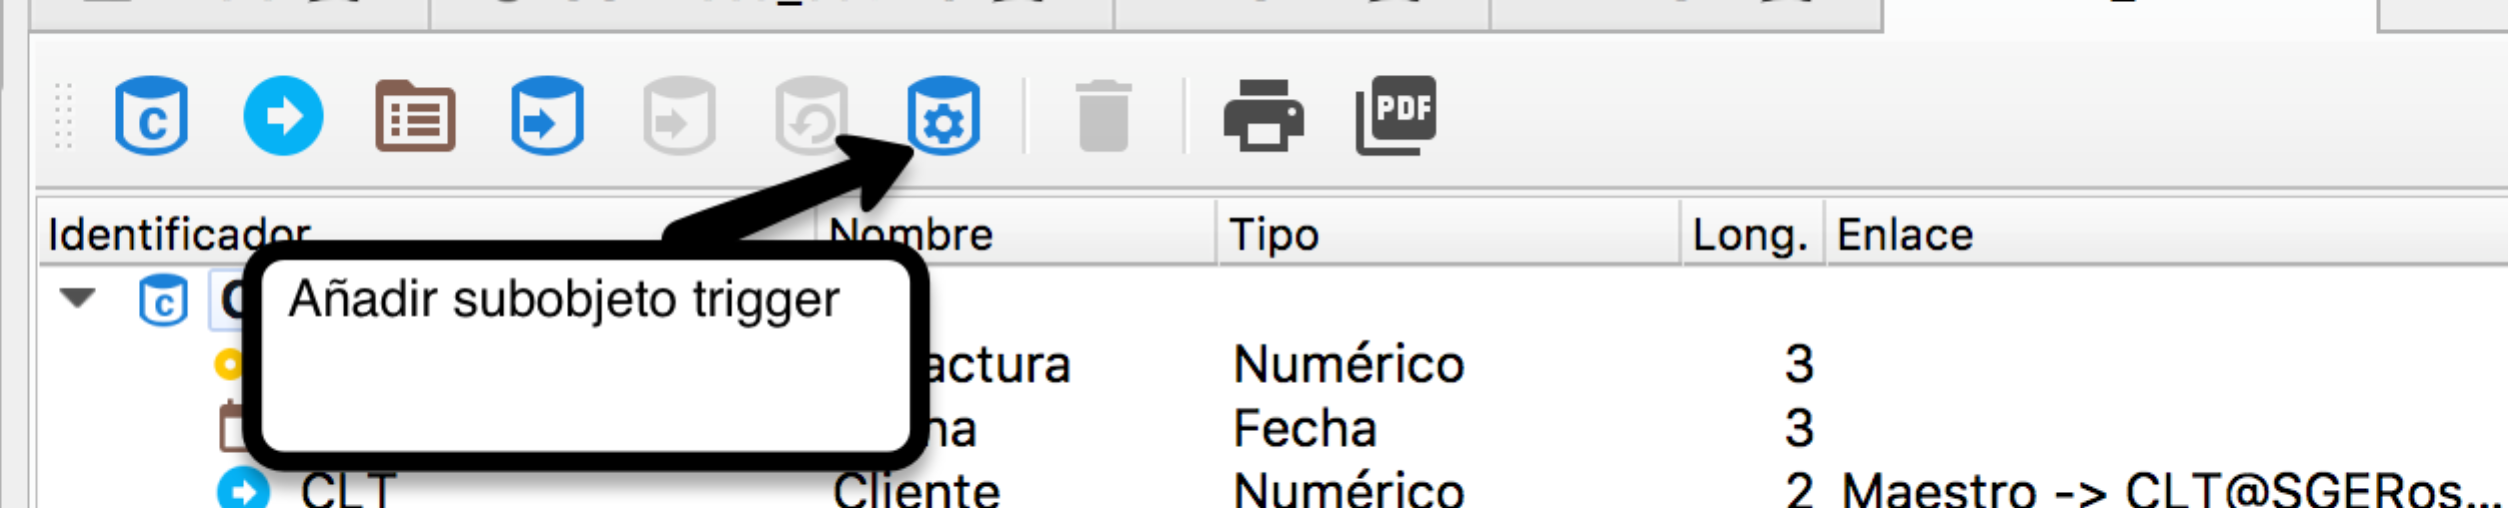 PDF
Identificador Nombre Tipo Long. Enlace
Añadir subobjeto trigger
Numérico 3
Fecha 3
CLT Cliente Numérico 2 Maestro -> CLT@SGERos...